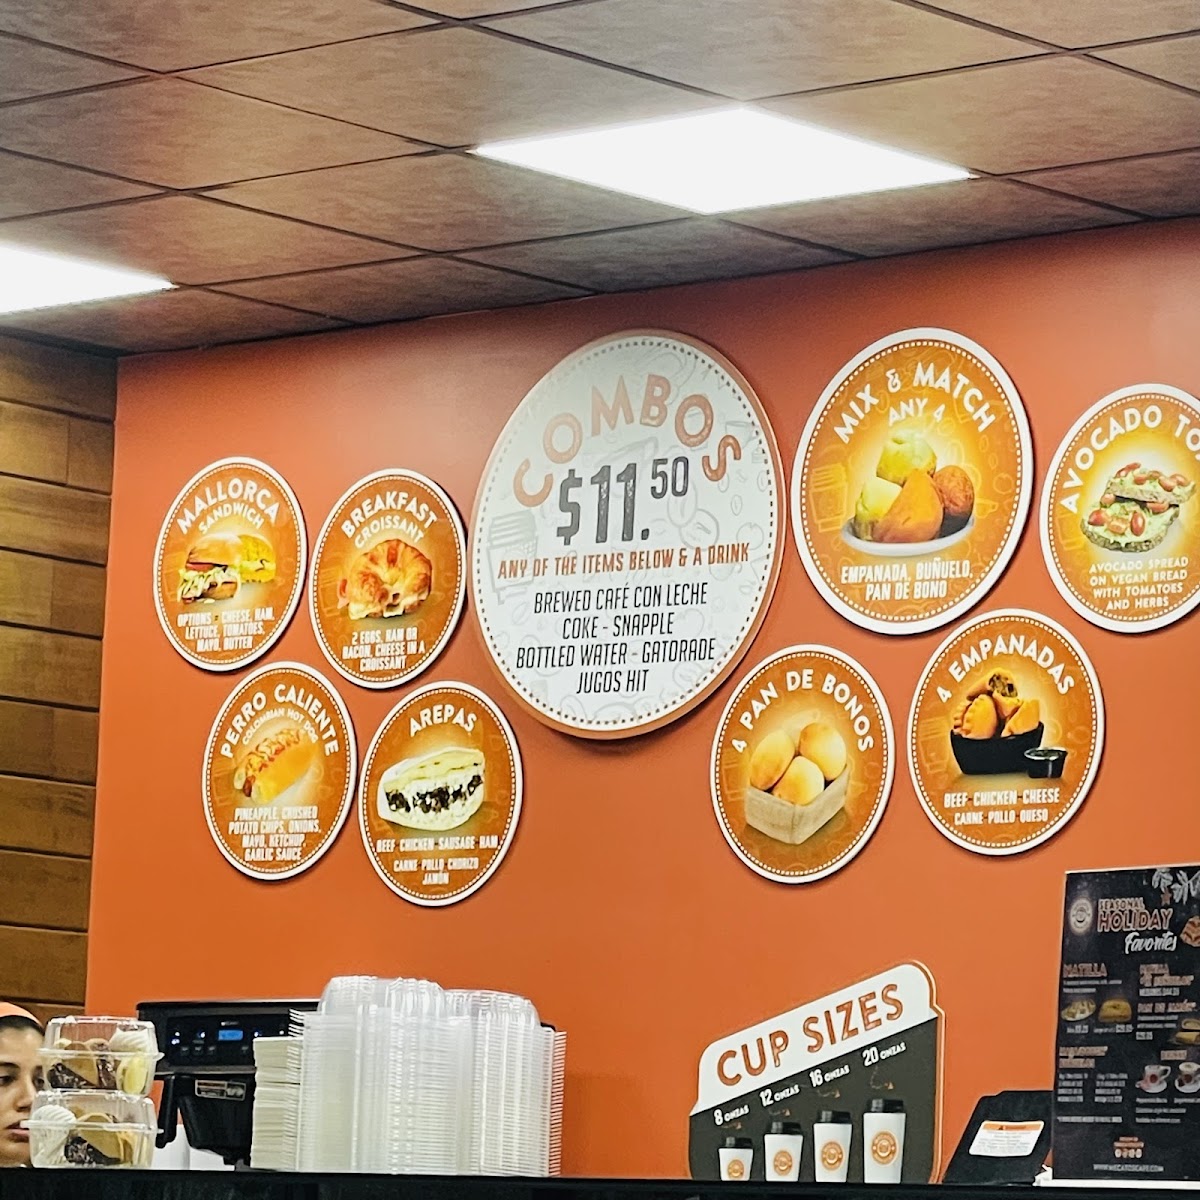 COMBOS
$11.50
ANY OF THE ITEMS BELOW & A DRINK
BREWED CAFÉ CON LECHE
COKE - SNAPPLE
BOTTLED WATER - GATORADE
JUGOS HIT
MALLORCA
SANDWICH
OPTIONS - CHEESE, HAM,
LETTUCE, TOMATOES,
MAYO, BUTTER
BREAKFAST
CROISSANT
2 EGGS, HAM OR
BACON, CHEESE IN A
CROISSANT
PERRO CALIENTE
COLOMBIAN HOT DOG
PINEAPPLE, CRUSHED
POTATO CHIPS, ONIONS,
MAYO, KETCHUP,
GARLIC SAUCE
AREPAS
BEEF-CHICKEN-SAUSAGE-HAM
CARNE-POLLO-CHORIZO
JAMÓN
MIX & MATCH
ANY 4
EMPANADA, BUÑUELO,
PAN DE BONO
AVOCADO TO
AVOCADO SPREAD
ON VEGAN BREAD
WITH TOMATOES
AND HERBS
4 PAN DE BONOS
4 EMPANADAS
BEEF-CHICKEN-CHEESE
CARNE-POLLO-QUESO
CUP SIZES
8 ONZAS
12 ONZAS
16 ONZAS
20 ONZAS
SEASONAL
HOLIDAY
Favorites
NATILLA
WWW.MECATOSCAFE.COM